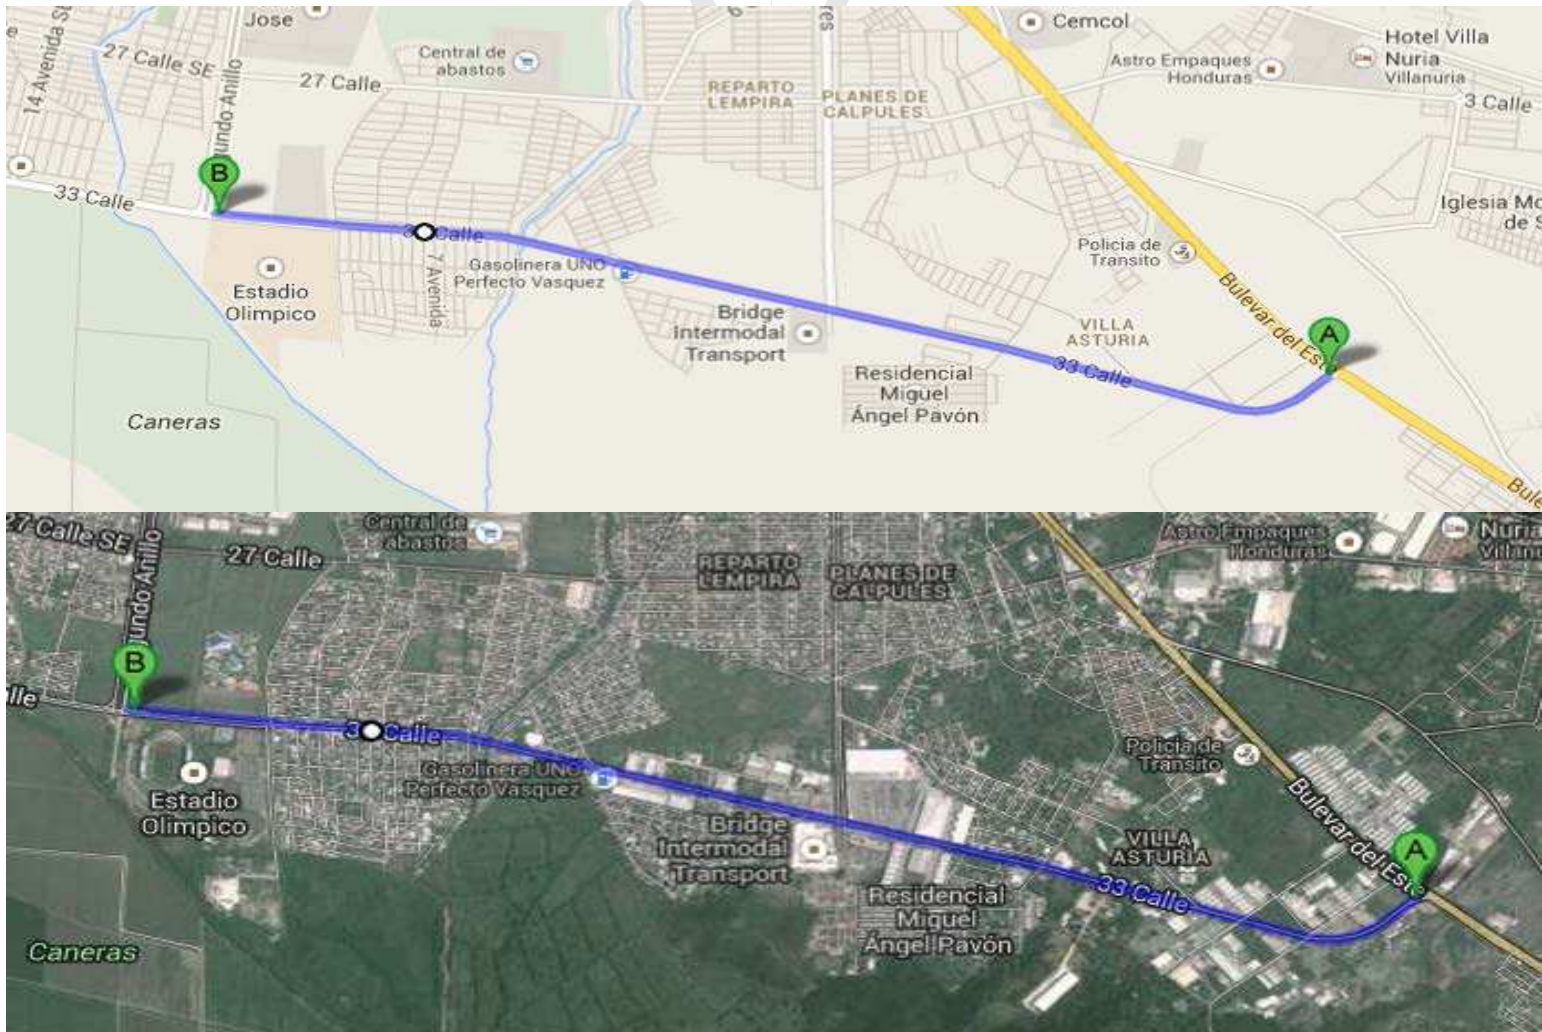 Jose
Cemcol
Hotel Villa
Nuria
Villanuria
14 Avenida S
27 Calle SE
Central de
abastos
27 Calle
undo Anillo
REPARTO
LEMPIRA
PLANES DE
CALPULES
res
Astro Empaques
Honduras
3 Calle
B
33 Calle
Calle
7 Avenida
Estadio
Olimpico
Gasolinera UNO
Perfecto Vasquez
Bridge
Intermodal
Transport
Policia de
Transito
Iglesia Mo
de S
Bulevar del Este
A
VILLA
ASTURIA
33 Calle
Residencial
Miguel
Ángel Pavón
Caneras
Bule
27 Calle SE
undo Anillo
27 Calle
Central de
abastos
REPARTO
LEMPIRA
PLANES DE
CALPULES
Astro Empaques
Honduras
Nuria
Villanu
B
lle
Calle
Estadio
Olimpico
Gasolinera UNO
Perfecto Vasquez
Bridge
Intermodal
Transport
Policia de
Transito
Bulevar del Este
A
VILLA
ASTURIA
33 Calle
Residencial
Miguel
Ángel Pavón
Caneras